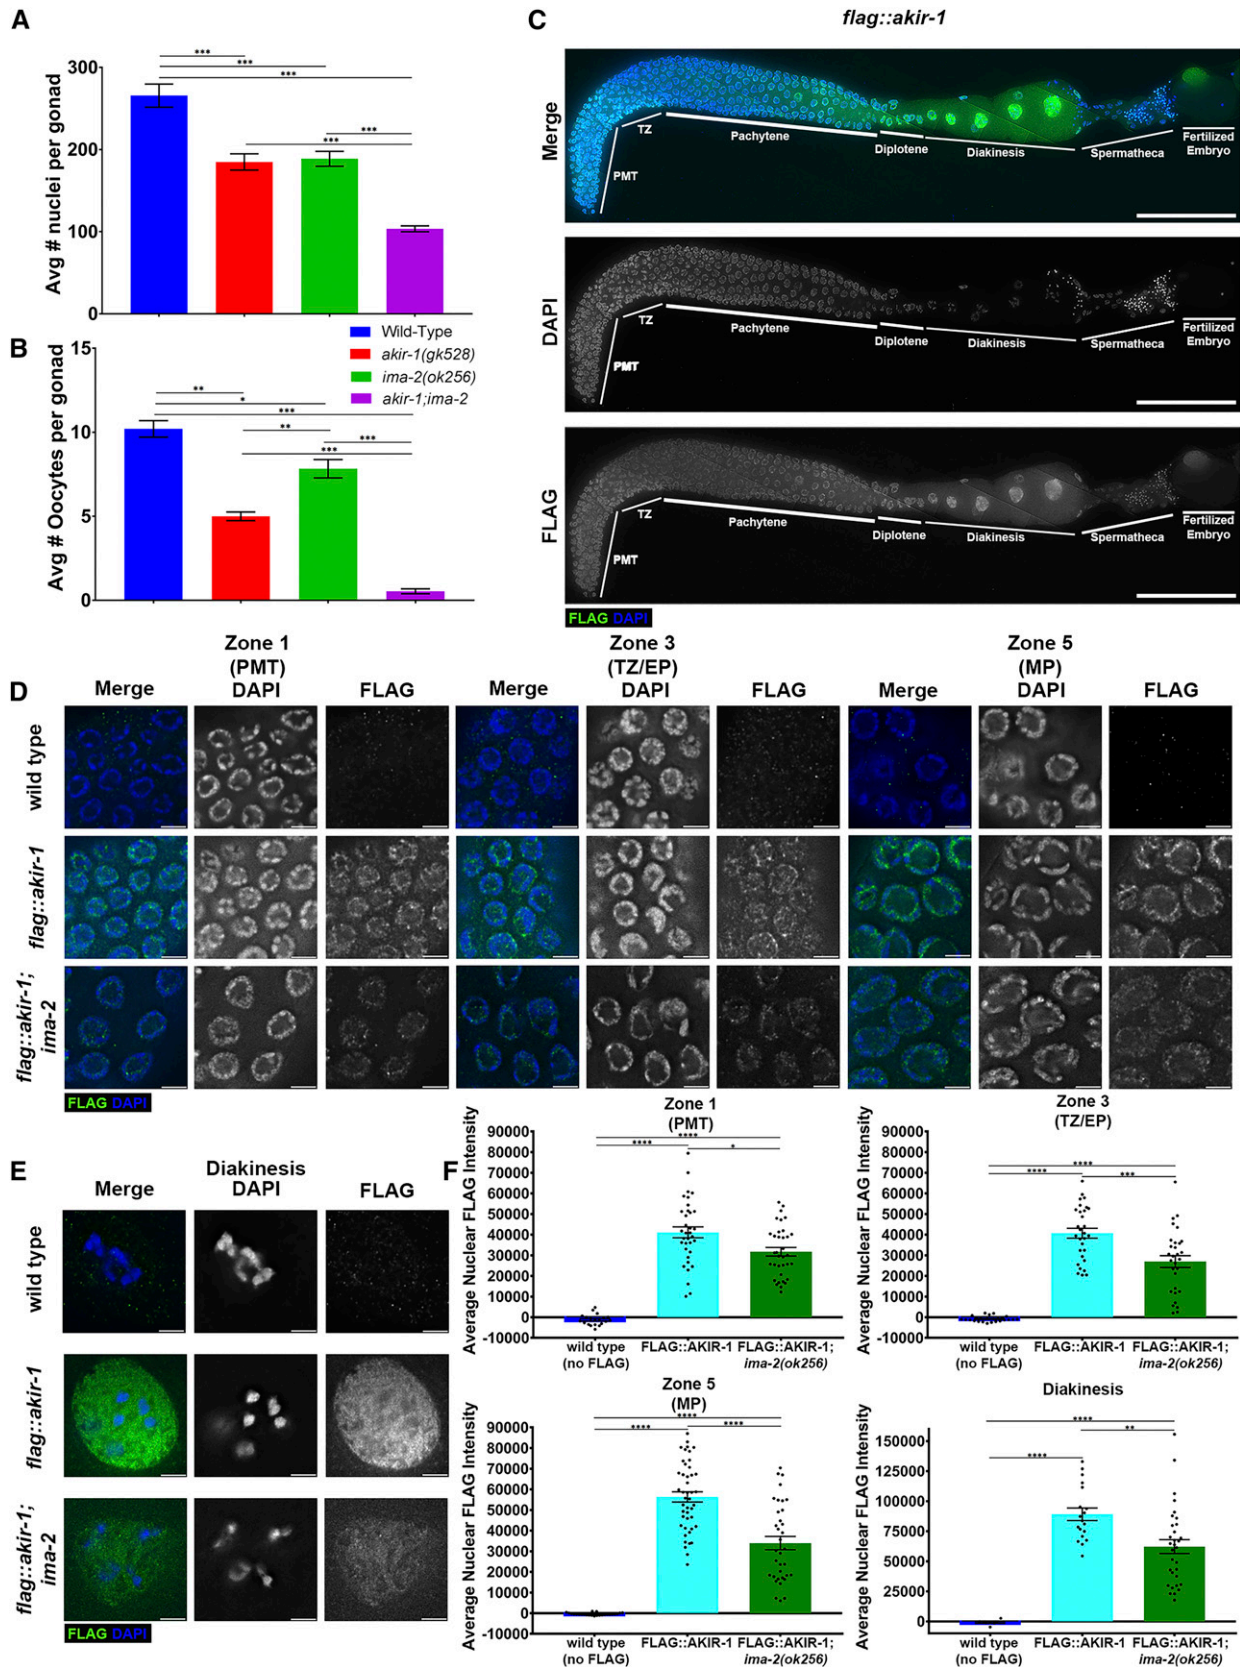 A
Avg # nuclei per gonad
300
200
100
0
***
***
***
***
***
B
Avg # Oocytes per gonad
15
10
5
0
**
*
***
**
***
***
Wild-Type
akir-1(gk528)
ima-2(ok256)
akir-1;ima-2
C
flag::akir-1
Merge
PMT
TZ
Pachytene
Diplotene
Diakinesis
Spermatheca
Fertilized
Embryo
DAPI
PMT
TZ
Pachytene
Diplotene
Diakinesis
Spermatheca
Fertilized
Embryo
FLAG
PMT
TZ
Pachytene
Diplotene
Diakinesis
Spermatheca
Fertilized
Embryo
FLAG DAPI
D
Zone 1
(PMT)
Merge DAPI FLAG
Zone 3
(TZ/EP)
Merge DAPI FLAG
Zone 5
(MP)
Merge DAPI FLAG
wild type
flag::akir-1
flag::akir-1;
ima-2
FLAG DAPI
E
Diakinesis
Merge DAPI FLAG
wild type
flag::akir-1
flag::akir-1;
ima-2
FLAG DAPI
F
Zone 1
(PMT)
Average Nuclear FLAG Intensity
90000
80000
70000
60000
50000
40000
30000
20000
10000
0
-10000
****
****
*
wild type
(no FLAG)
FLAG::AKIR-1
FLAG::AKIR-1;
ima-2(ok256)
Zone 3
(TZ/EP)
Average Nuclear FLAG Intensity
90000
80000
70000
60000
50000
40000
30000
20000
10000
0
-10000
****
****
***
wild type
(no FLAG)
FLAG::AKIR-1
FLAG::AKIR-1;
ima-2(ok256)
Zone 5
(MP)
Average Nuclear FLAG Intensity
90000
80000
70000
60000
50000
40000
30000
20000
10000
0
-10000
****
****
****
wild type
(no FLAG)
FLAG::AKIR-1
FLAG::AKIR-1;
ima-2(ok256)
Diakinesis
Average Nuclear FLAG Intensity
150000
125000
100000
75000
50000
25000
0
****
**
****
wild type
(no FLAG)
FLAG::AKIR-1
FLAG::AKIR-1;
ima-2(ok256)